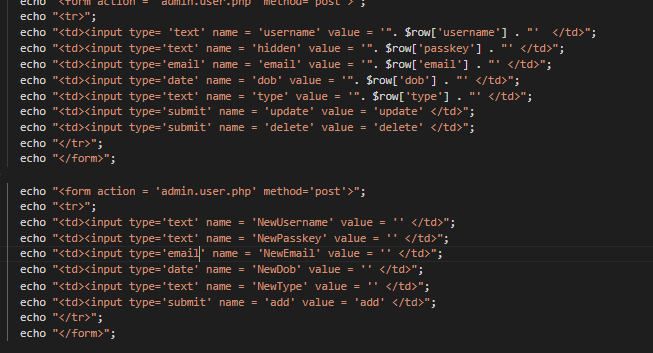 echo "<form action = 'admin.user.php' method='post'>";
echo "<tr>";
echo "<td><input type= 'text' name = 'username' value = '". $row['username'] . "'  </td>";
echo "<td><input type='text' name = 'hidden' value = '". $row['passkey'] . "' </td>";
echo "<td><input type='email' name = 'email' value = '". $row['email'] . "' </td>";
echo "<td><input type='date' name = 'dob' value = '". $row['dob'] . "' </td>";
echo "<td><input type='text' name = 'type' value = '". $row['type'] . "' </td>";
echo "<td><input type='submit' name = 'update' value = 'update' </td>";
echo "<td><input type='submit' name = 'delete' value = 'delete' </td>";
echo "</tr>";
echo "</form>";
echo "<form action = 'admin.user.php' method='post'>";
echo "<tr>";
echo "<td><input type='text' name = 'NewUsername' value = '' </td>";
echo "<td><input type='text' name = 'NewPasskey' value = '' </td>";
echo "<td><input type='email' name = 'NewEmail' value = '' </td>";
echo "<td><input type='date' name = 'NewDob' value = '' </td>";
echo "<td><input type='text' name = 'NewType' value = '' </td>";
echo "<td><input type='submit' name = 'add' value = 'add' </td>";
echo "</tr>";
echo "</form>";